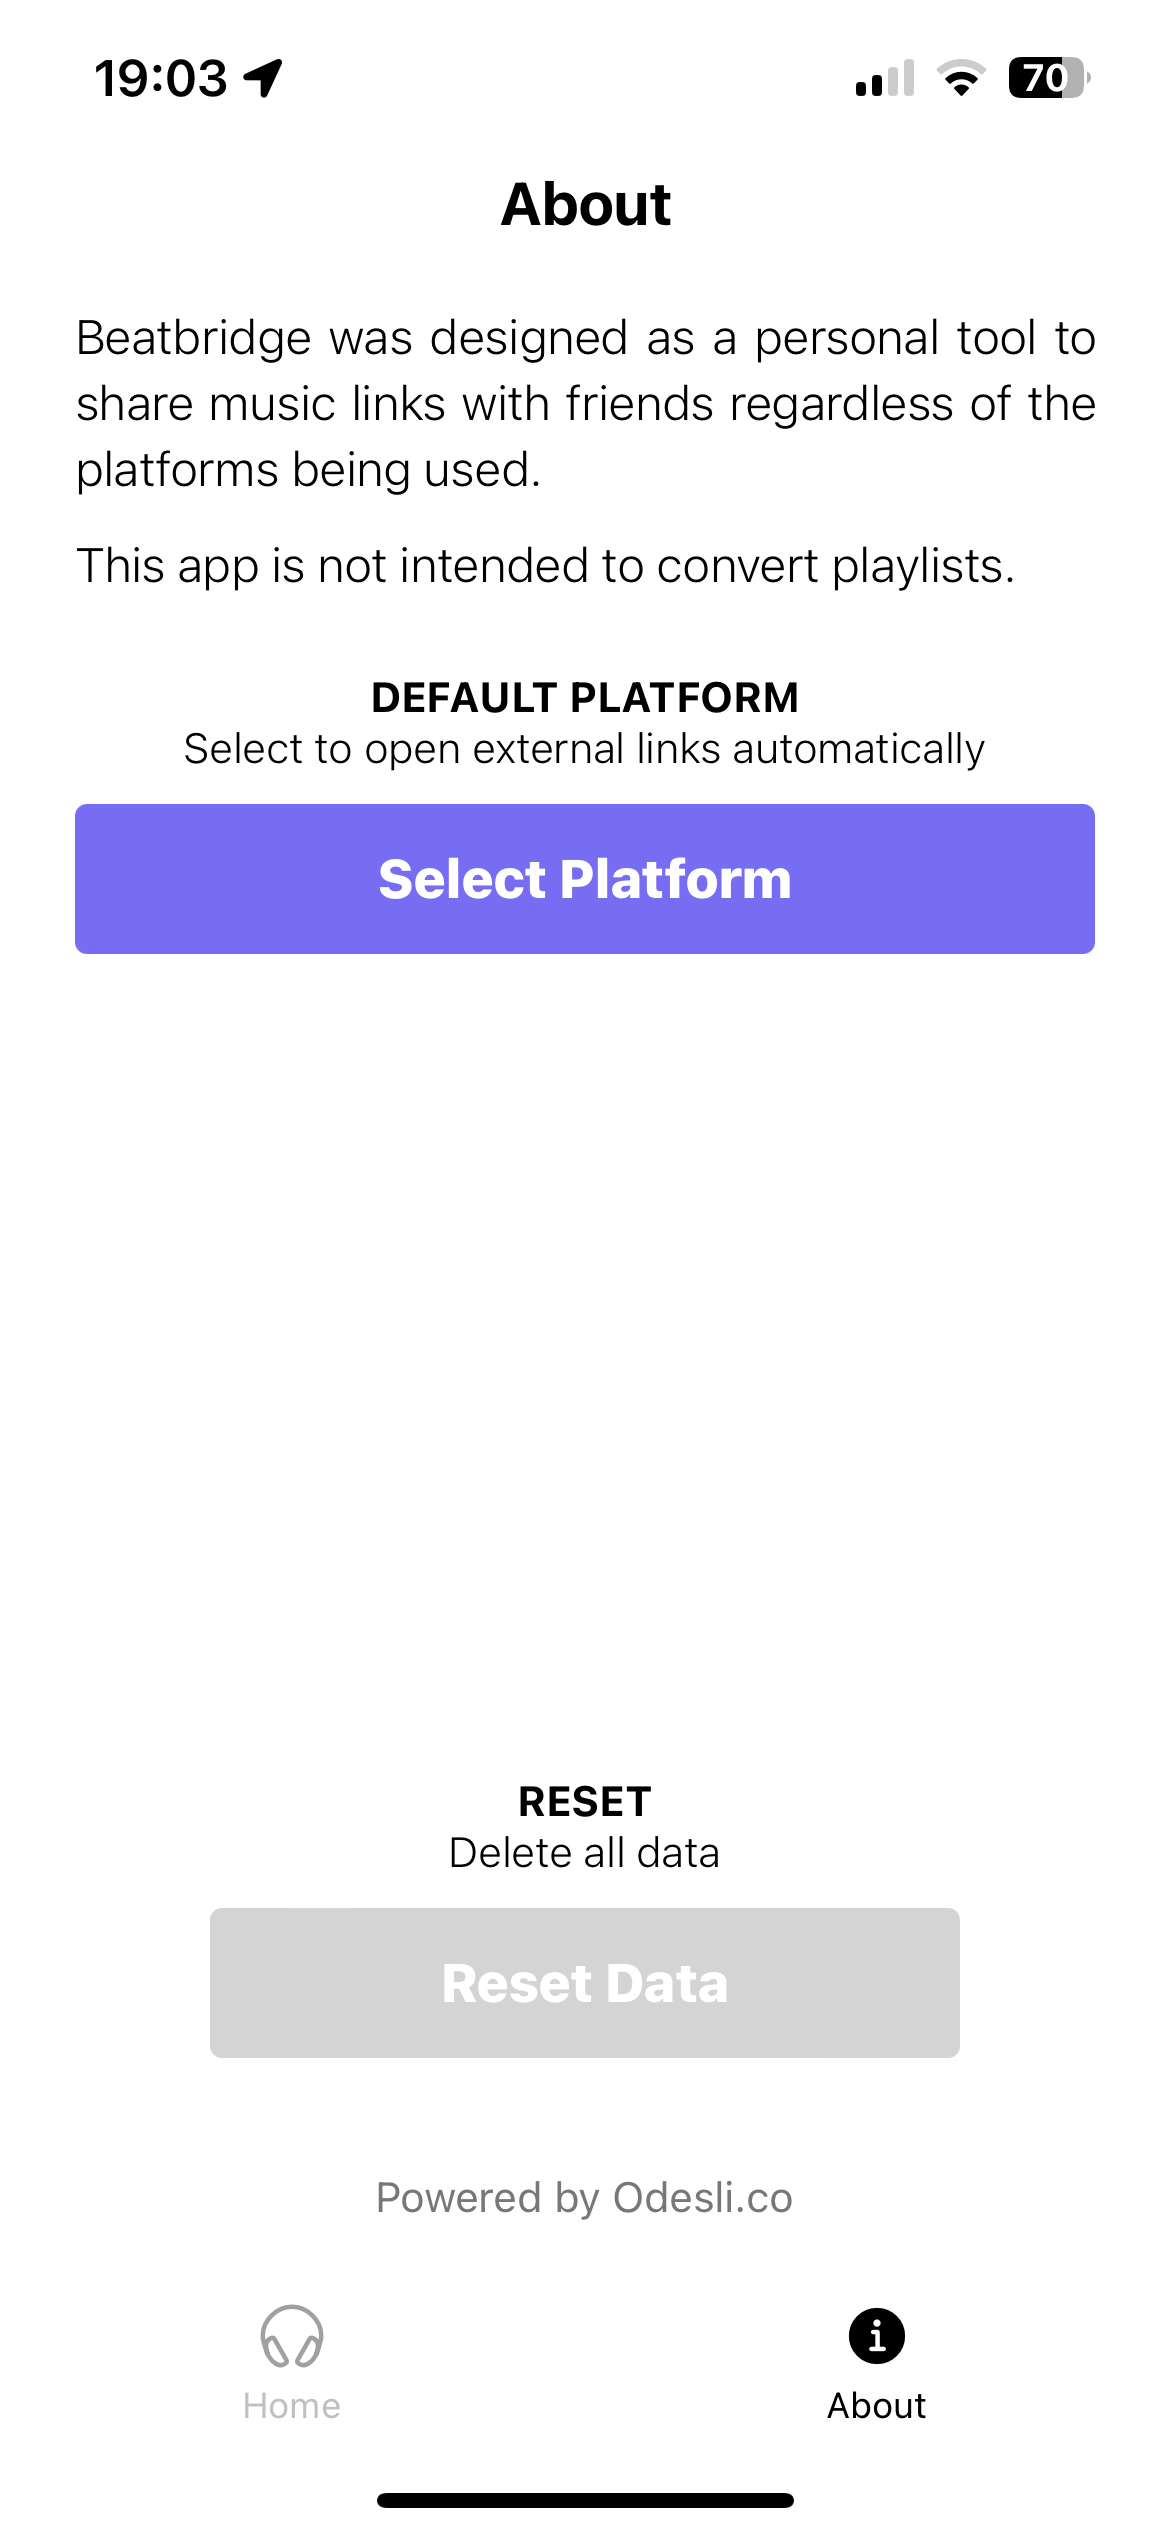 19:03
70
About
Beatbridge was designed as a personal tool to
share music links with friends regardless of the
platforms being used.
This app is not intended to convert playlists.
DEFAULT PLATFORM
Select to open external links automatically
Select Platform
RESET
Delete all data
Reset Data
Powered by Odesli.co
Home
About